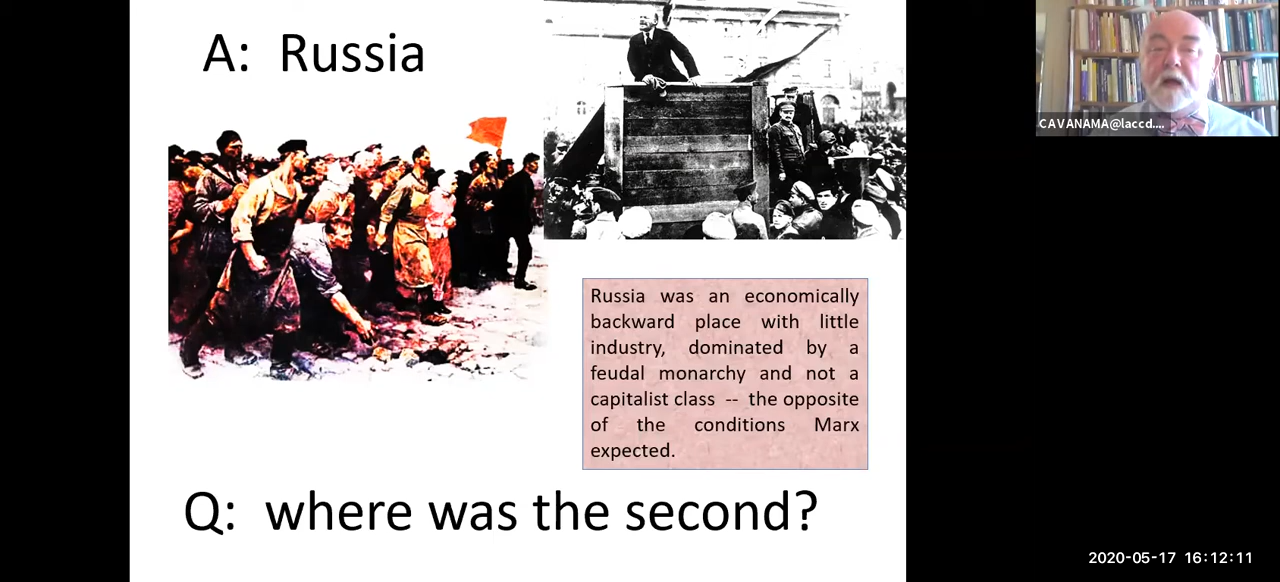 A: Russia
CAVANAMA@laccd....
Russia was an economically
backward place with little
industry, dominated by a
feudal monarchy and not a
capitalist class -- the opposite
of the conditions Marx
expected.
Q: where was the second?
2020-05-17 16:12:11